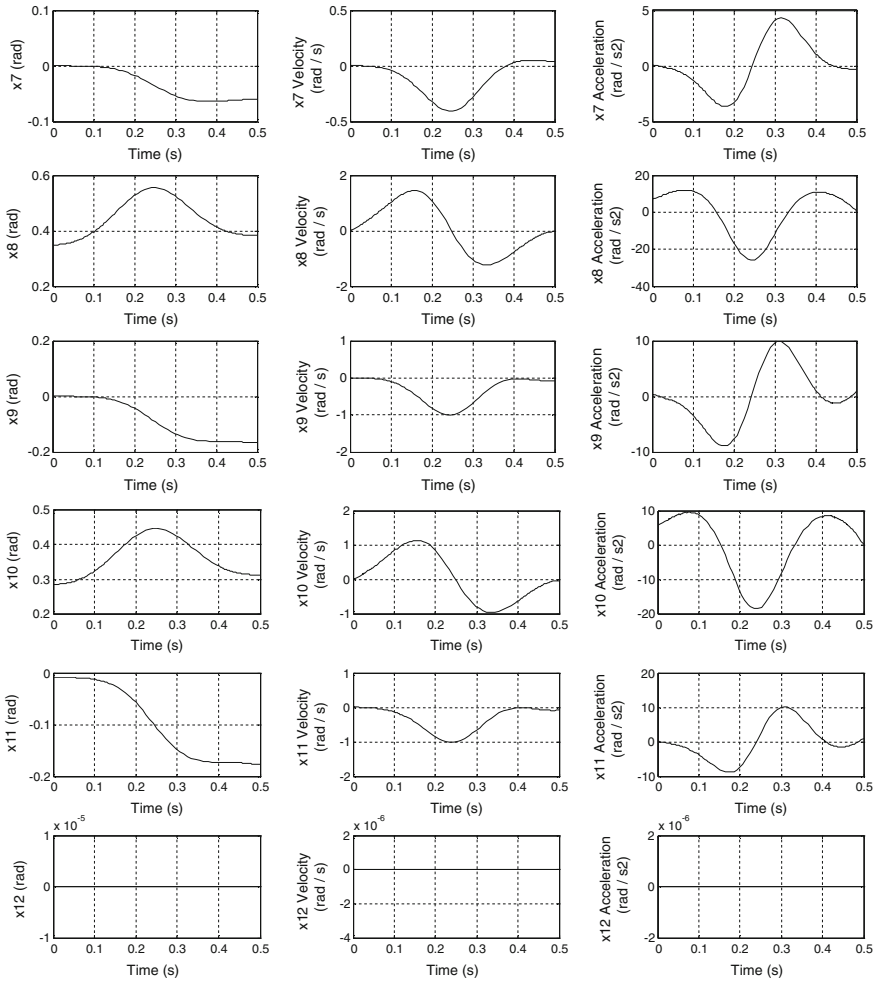 0.1
0
-0.1
x7 (rad)
0 0.1 0.2 0.3 0.4 0.5
Time (s)
0.5
0
-0.5
x7 Velocity
(rad / s)
0 0.1 0.2 0.3 0.4 0.5
Time (s)
5
0
-5
x7 Acceleration
(rad / s2)
0 0.1 0.2 0.3 0.4 0.5
Time (s)
0.6
0.4
0.2
x8 (rad)
0 0.1 0.2 0.3 0.4 0.5
Time (s)
2
0
-2
x8 Velocity
(rad / s)
0 0.1 0.2 0.3 0.4 0.5
Time (s)
20
0
-20
-40
x8 Acceleration
(rad / s2)
0 0.1 0.2 0.3 0.4 0.5
Time (s)
0.2
0
-0.2
x9 (rad)
0 0.1 0.2 0.3 0.4 0.5
Time (s)
1
0
-1
-2
x9 Velocity
(rad / s)
0 0.1 0.2 0.3 0.4 0.5
Time (s)
10
0
-10
x9 Acceleration
(rad / s2)
0 0.1 0.2 0.3 0.4 0.5
Time (s)
0.5
0.4
0.3
0.2
x10 (rad)
0 0.1 0.2 0.3 0.4 0.5
Time (s)
2
1
0
-1
x10 Velocity
(rad / s)
0 0.1 0.2 0.3 0.4 0.5
Time (s)
10
0
-10
-20
x10 Acceleration
(rad / s2)
0 0.1 0.2 0.3 0.4 0.5
Time (s)
0
-0.1
-0.2
x11 (rad)
0 0.1 0.2 0.3 0.4 0.5
Time (s)
1
0
-1
-2
x11 Velocity
(rad / s)
0 0.1 0.2 0.3 0.4 0.5
Time (s)
20
10
0
-10
x11 Acceleration
(rad / s2)
0 0.1 0.2 0.3 0.4 0.5
Time (s)
x 10-5
1
0
-1
x12 (rad)
0 0.1 0.2 0.3 0.4 0.5
Time (s)
x 10-6
2
0
-2
-4
x12 Velocity
(rad / s)
0 0.1 0.2 0.3 0.4 0.5
Time (s)
x 10-6
2
0
-2
x12 Acceleration
(rad / s2)
0 0.1 0.2 0.3 0.4 0.5
Time (s)